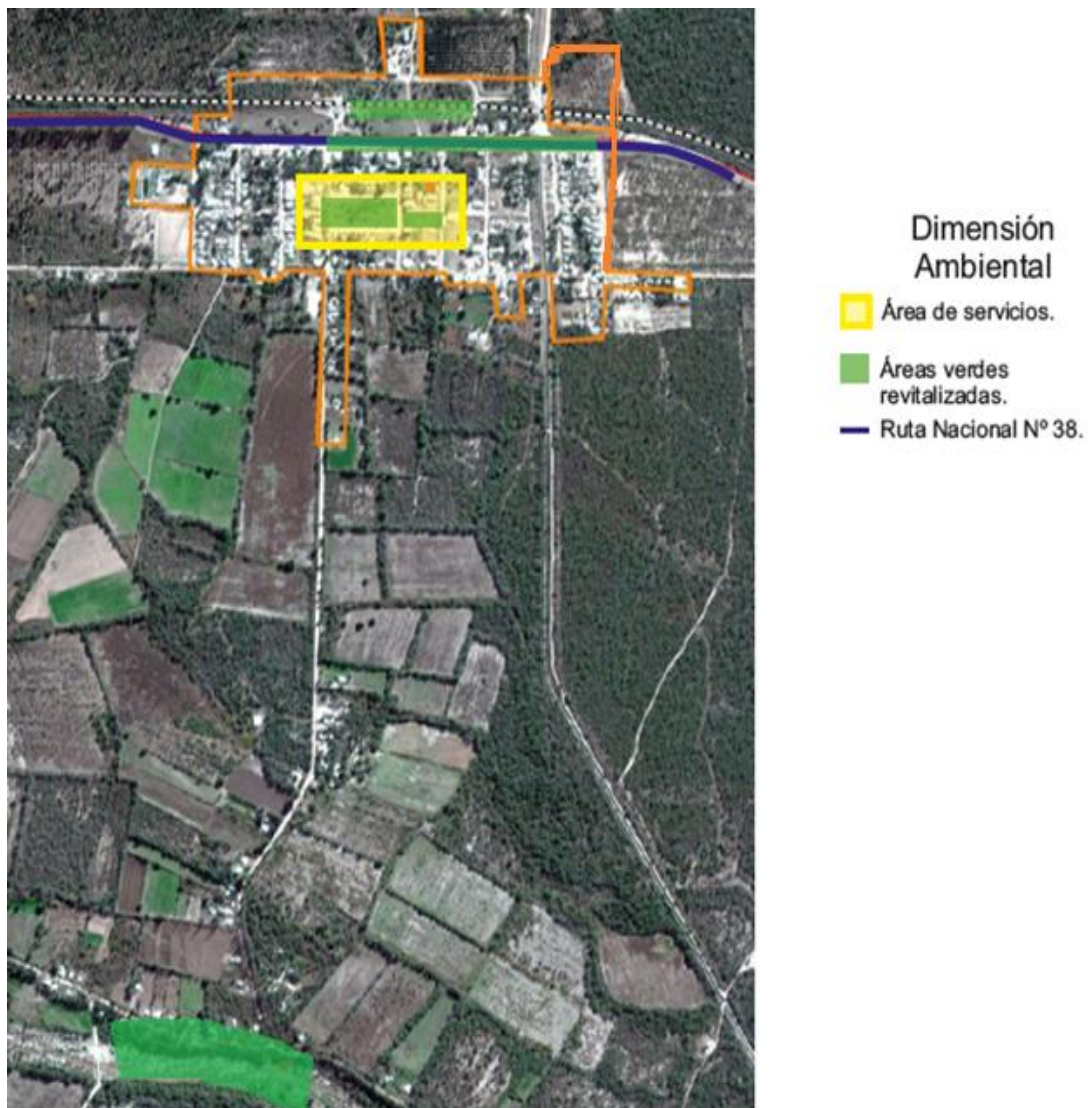 Dimensión
Ambiental
Área de servicios.
Áreas verdes
revitalizadas.
Ruta Nacional Nº 38.